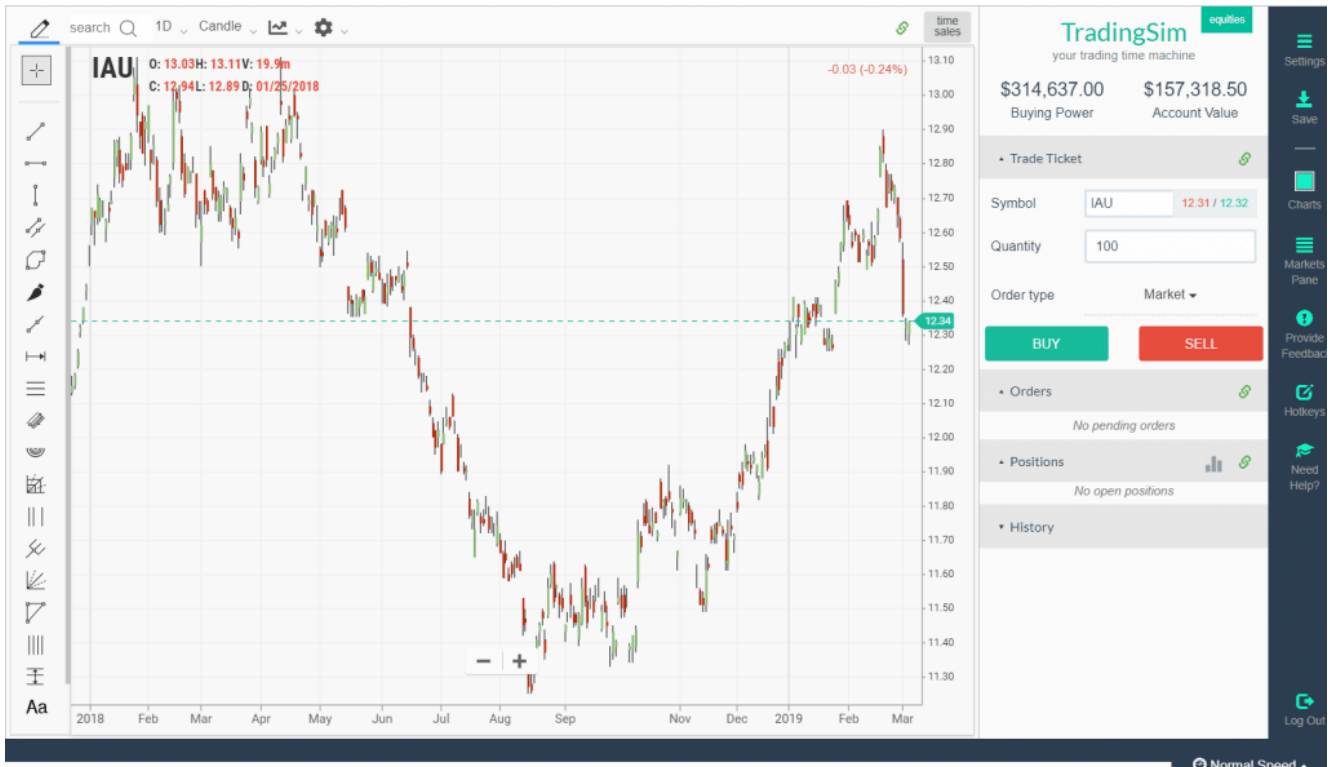 search 1D Candle
time
sales
IAU O: 13.03H: 13.11V: 19.9m
C: 12.94L: 12.89 D: 01/25/2018
-0.03 (-0.24%)
13.10
13.00
12.90
12.80
12.70
12.60
12.50
12.40
12.34
12.30
12.20
12.10
12.00
11.90
11.80
11.70
11.60
11.50
11.40
11.30
− +
Aa
2018 Feb Mar Apr May Jun Jul Aug Sep Nov Dec 2019 Feb Mar
equities
TradingSim
your trading time machine
$314,637.00 $157,318.50
Buying Power Account Value
Trade Ticket
Symbol IAU 12.31 / 12.32
Quantity 100
Order type Market
BUY SELL
Orders
No pending orders
Positions
No open positions
History
Settings
Save
Charts
Markets
Pane
Provide
Feedbac
Hotkeys
Need
Help?
Log Out
Normal Speed